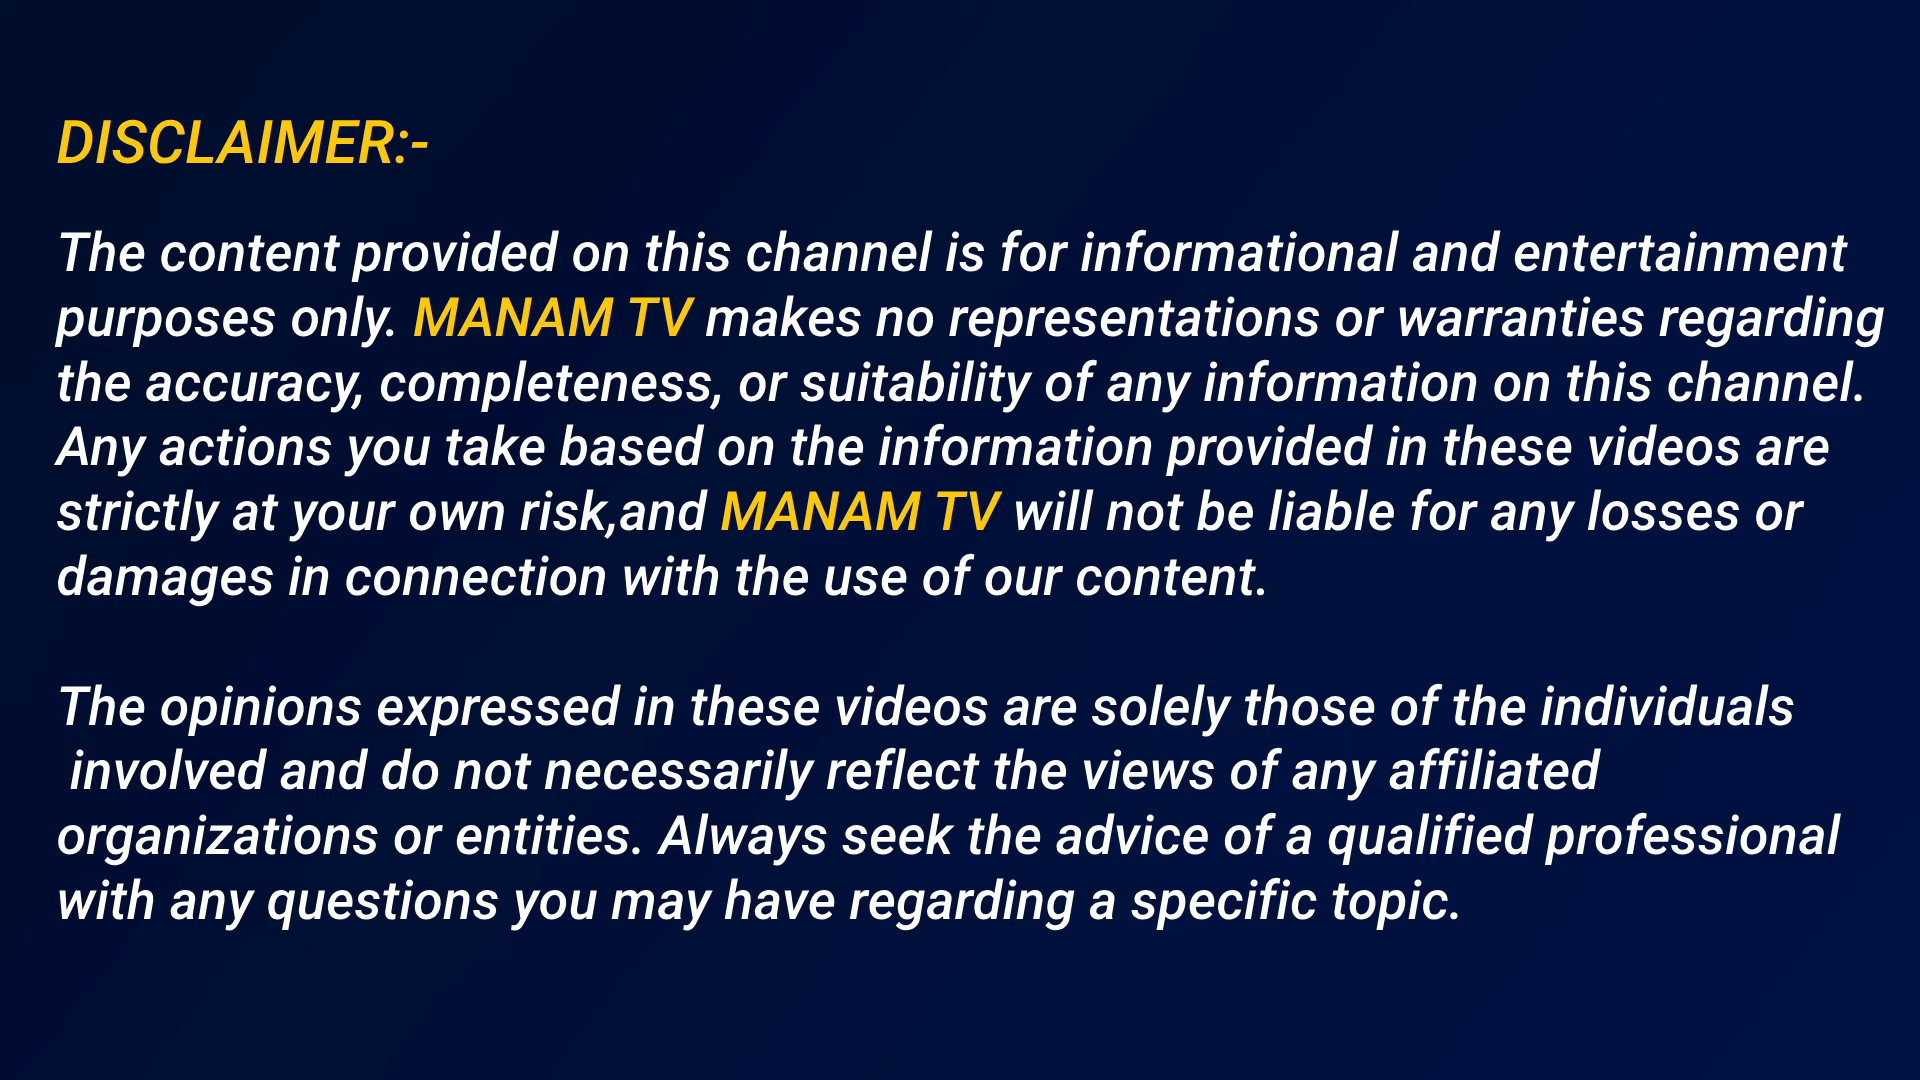 DISCLAIMER:-
The content provided on this channel is for informational and entertainment
purposes only. MANAM TV makes no representations or warranties regarding
the accuracy, completeness, or suitability of any information on this channel.
Any actions you take based on the information provided in these videos are
strictly at your own risk,and MANAM TV will not be liable for any losses or
damages in connection with the use of our content.
The opinions expressed in these videos are solely those of the individuals
involved and do not necessarily reflect the views of any affiliated
organizations or entities. Always seek the advice of a qualified professional
with any questions you may have regarding a specific topic.